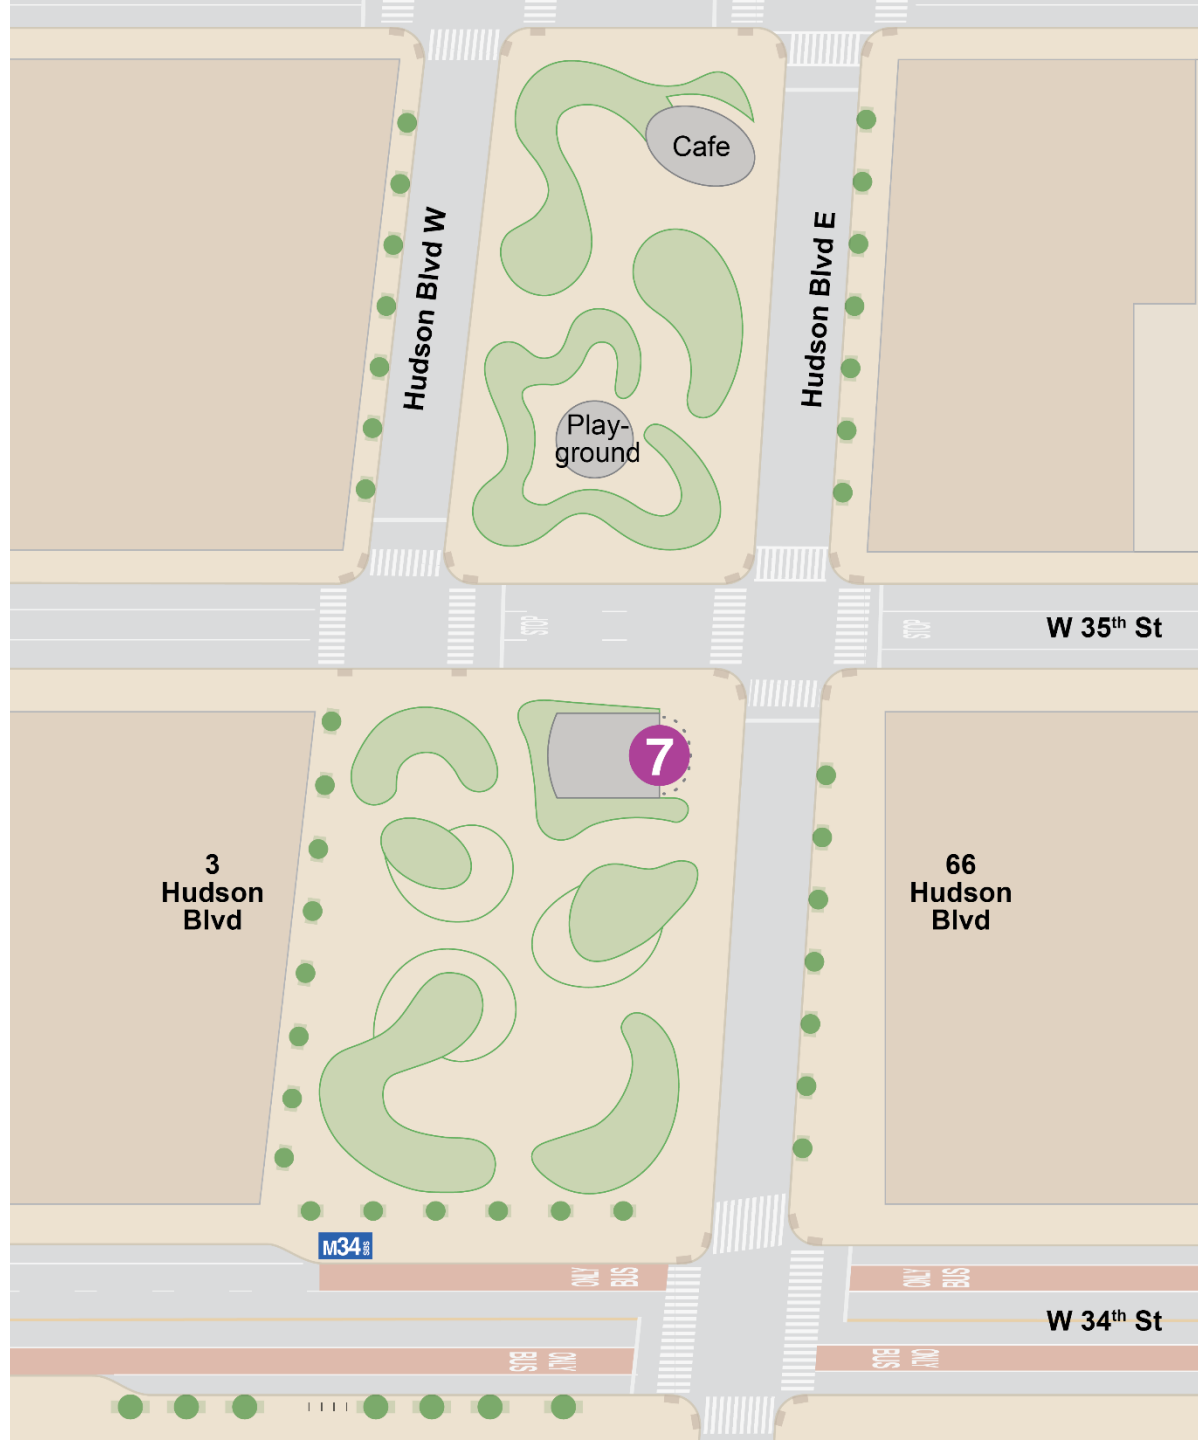 Cafe
Hudson Blvd W
Hudson Blvd E
Play-
ground
STOP
STOP
W 35th St
7
3
Hudson
Blvd
66
Hudson
Blvd
M34 SBS
ONLY
BUS
ONLY
BUS
W 34th St
BUS
ONLY
BUS
ONLY